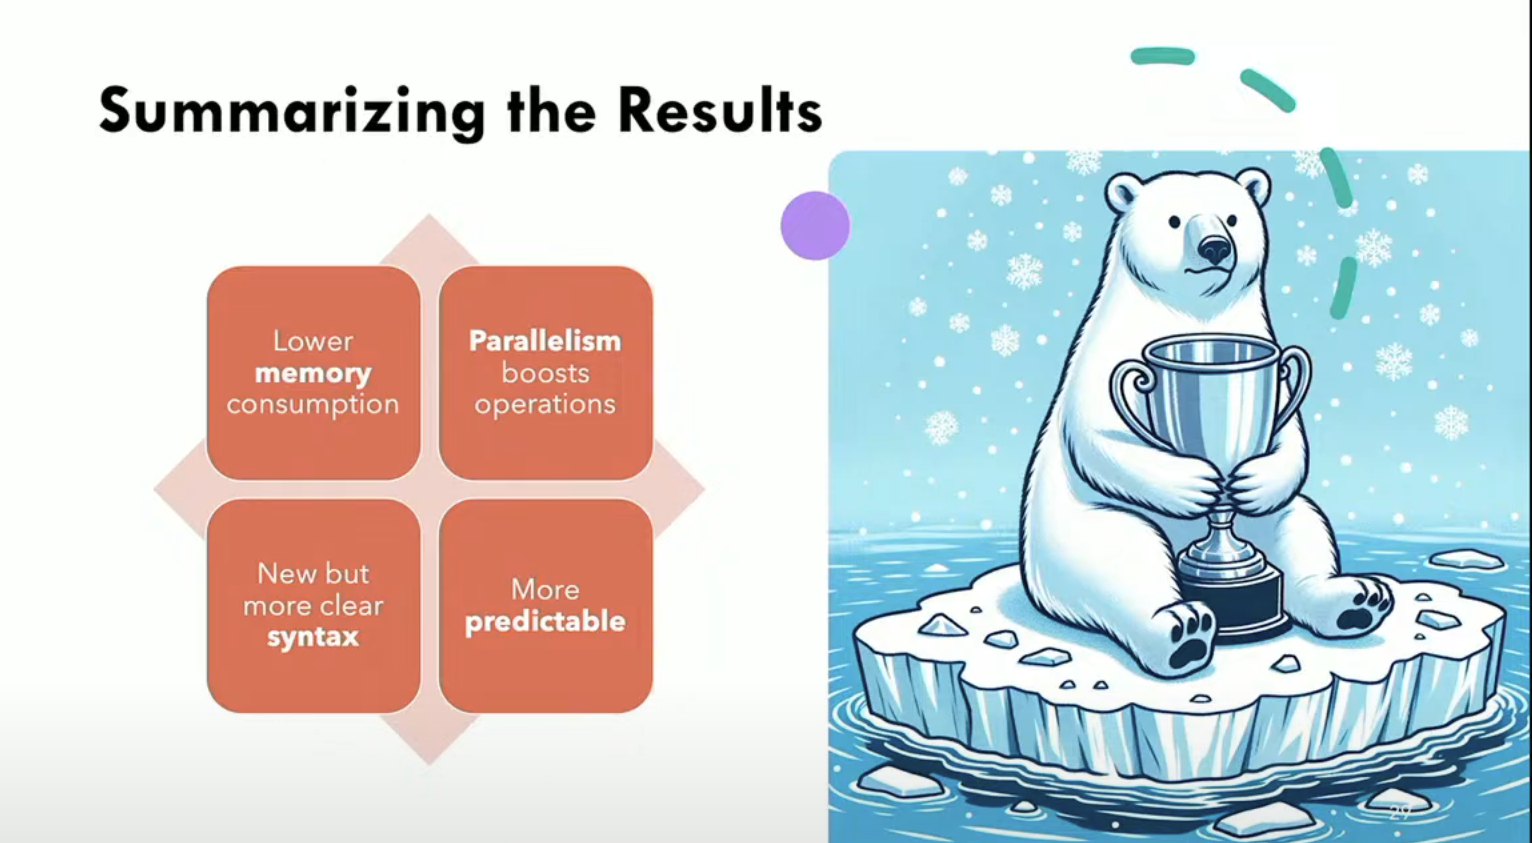 Summarizing the Results
Lower
memory
consumption
Parallelism
boosts
operations
New but
more clear
syntax
More
predictable
29